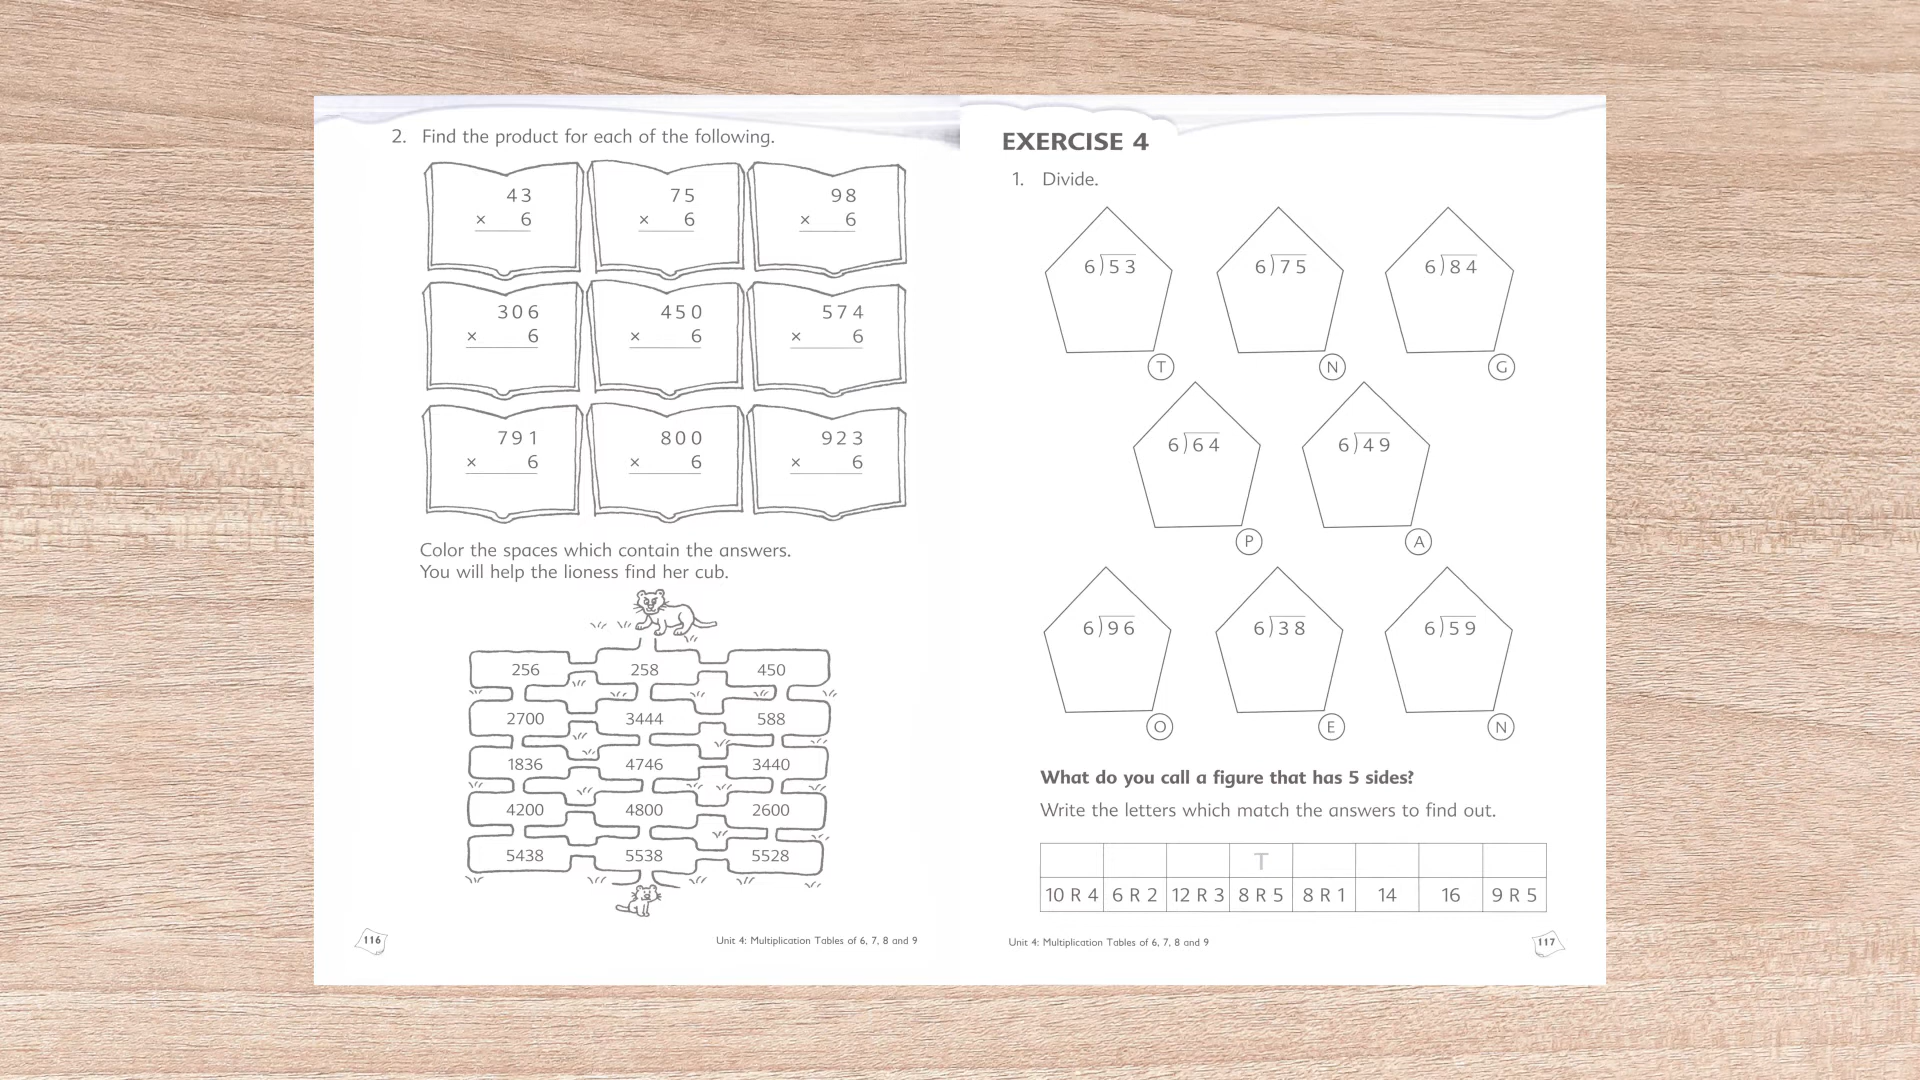 2. Find the product for each of the following.
43 75 98
× 6 × 6 × 6
306 450 574
× 6 × 6 × 6
791 800 923
× 6 × 6 × 6
Color the spaces which contain the answers.
You will help the lioness find her cub.
256 258 450
2700 3444 588
1836 4746 3440
4200 4800 2600
5438 5538 5528
116
Unit 4: Multiplication Tables of 6, 7, 8 and 9
EXERCISE 4
1. Divide.
6)53 6)75 6)84
T N G
6)64 6)49
P A
6)96 6)38 6)59
O E N
What do you call a figure that has 5 sides?
Write the letters which match the answers to find out.
T
10 R 4 6 R 2 12 R 3 8 R 5 8 R 1 14 16 9 R 5
Unit 4: Multiplication Tables of 6, 7, 8 and 9
117